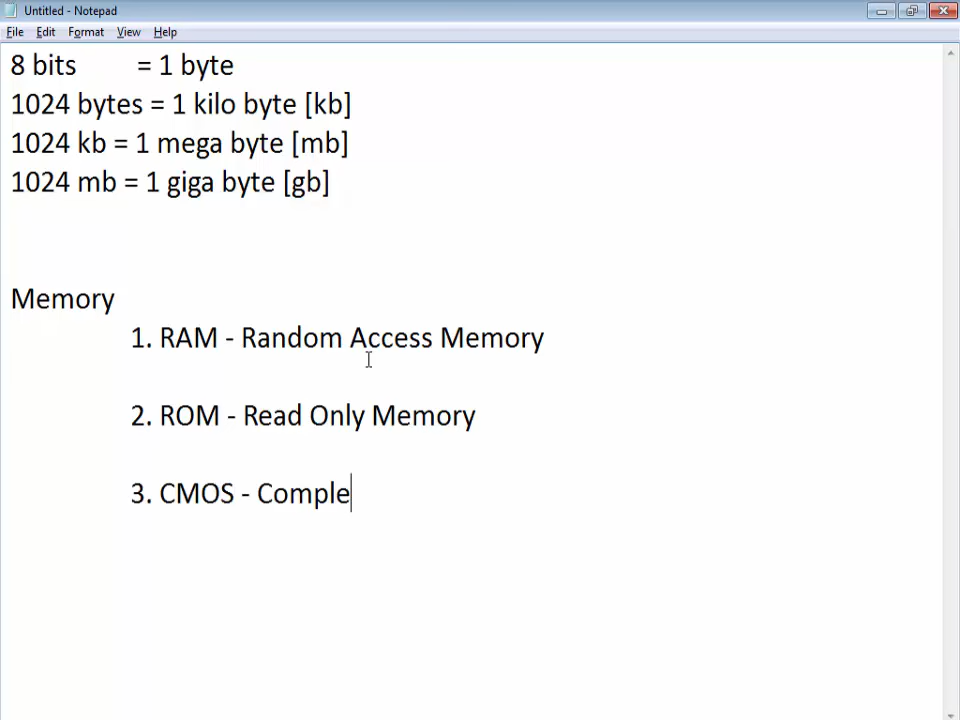 Untitled - Notepad
File Edit Format View Help
8 bits = 1 byte
1024 bytes = 1 kilo byte [kb]
1024 kb = 1 mega byte [mb]
1024 mb = 1 giga byte [gb]
Memory
1. RAM - Random Access Memory
2. ROM - Read Only Memory
3. CMOS - Comple